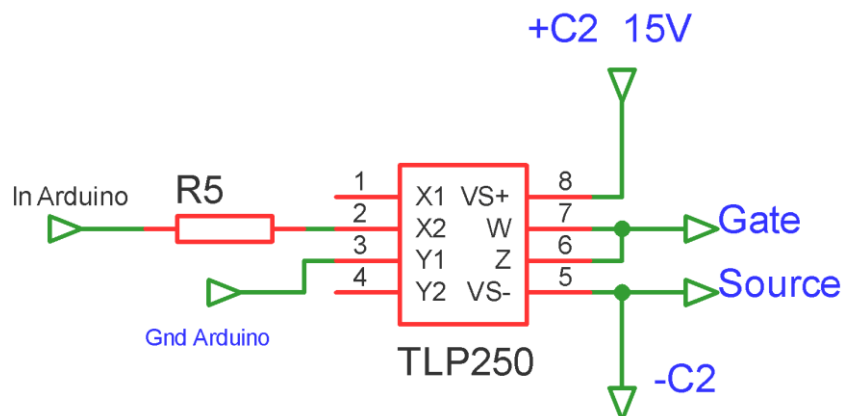 +C2 15V
In Arduino
R5
1 X1 VS+ 8
2 X2 W 7
3 Y1 Z 6
4 Y2 VS- 5
Gate
Source
Gnd Arduino
TLP250
-C2